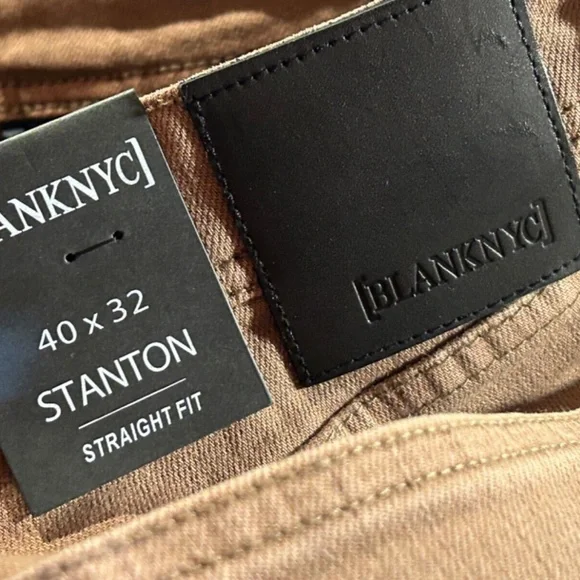 ANKNYC]
40 x 32
STANTON
STRAIGHT FIT
[BLANKNYC]